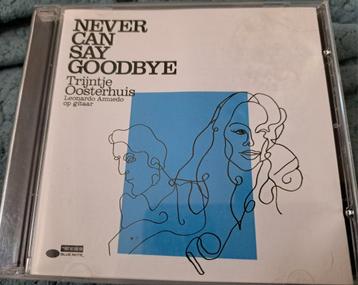 NEVER
CAN
SAY
GOODBYE
Trijntje
Oosterhuis
Leonardo Amuedo
op gitaar
BLUE NOTE